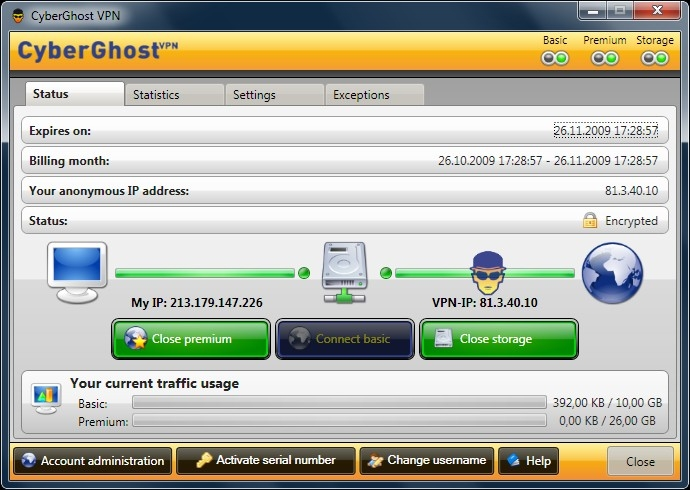 CyberGhost VPN
CyberGhost VPN
Basic Premium Storage
Status Statistics Settings Exceptions
Expires on: 26.11.2009 17:28:57
Billing month: 26.10.2009 17:28:57 - 26.11.2009 17:28:57
Your anonymous IP address: 81.3.40.10
Status: Encrypted
My IP: 213.179.147.226 VPN-IP: 81.3.40.10
Close premium Connect basic Close storage
Your current traffic usage
Basic: 392,00 KB / 10,00 GB
Premium: 0,00 KB / 26,00 GB
Account administration Activate serial number Change username Help Close